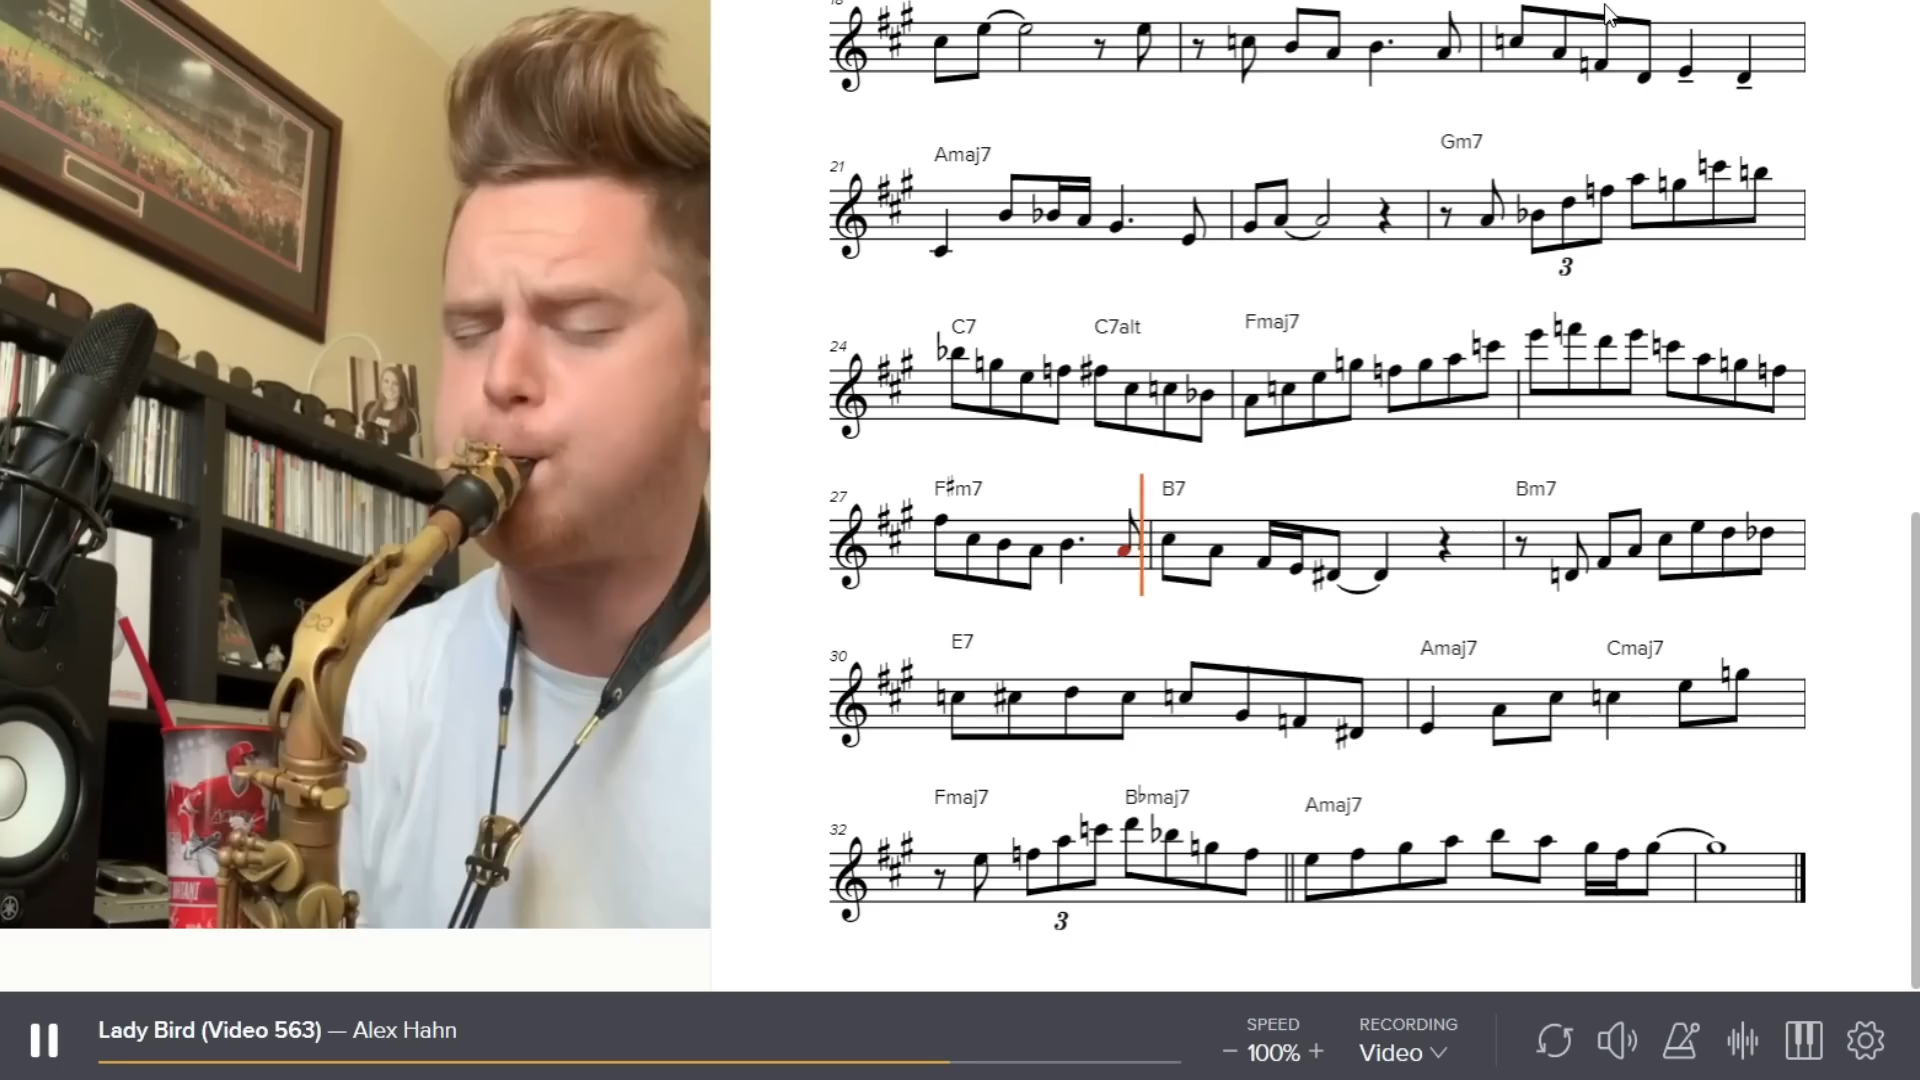 18
21
Amaj7
Gm7
3
24
C7
C7alt
Fmaj7
27
F#m7
B7
Bm7
30
E7
Amaj7
Cmaj7
32
Fmaj7
B♭maj7
Amaj7
3
Lady Bird (Video 563) — Alex Hahn
SPEED
− 100% +
RECORDING
Video